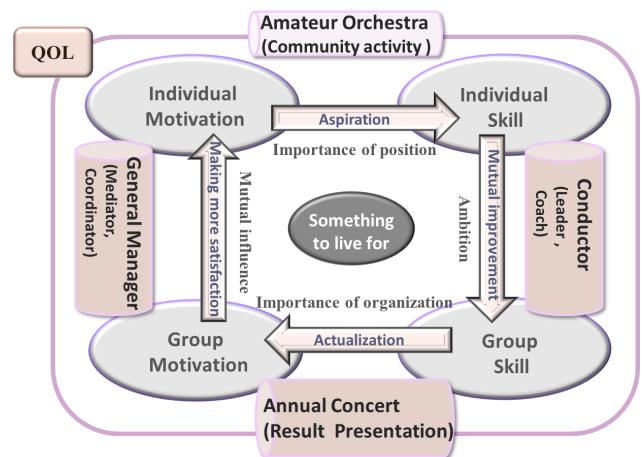 Amateur Orchestra
(Community activity )
QOL
Individual
Motivation
Aspiration
Individual
Skill
Importance of position
General Manager
(Mediator,
Coordinator)
Making more satisfaction
Mutual influence
Something
to live for
Ambition
Mutual improvement
Conductor
(Leader ,
Coach)
Importance of organization
Group
Motivation
Actualization
Group
Skill
Annual Concert
(Result Presentation)